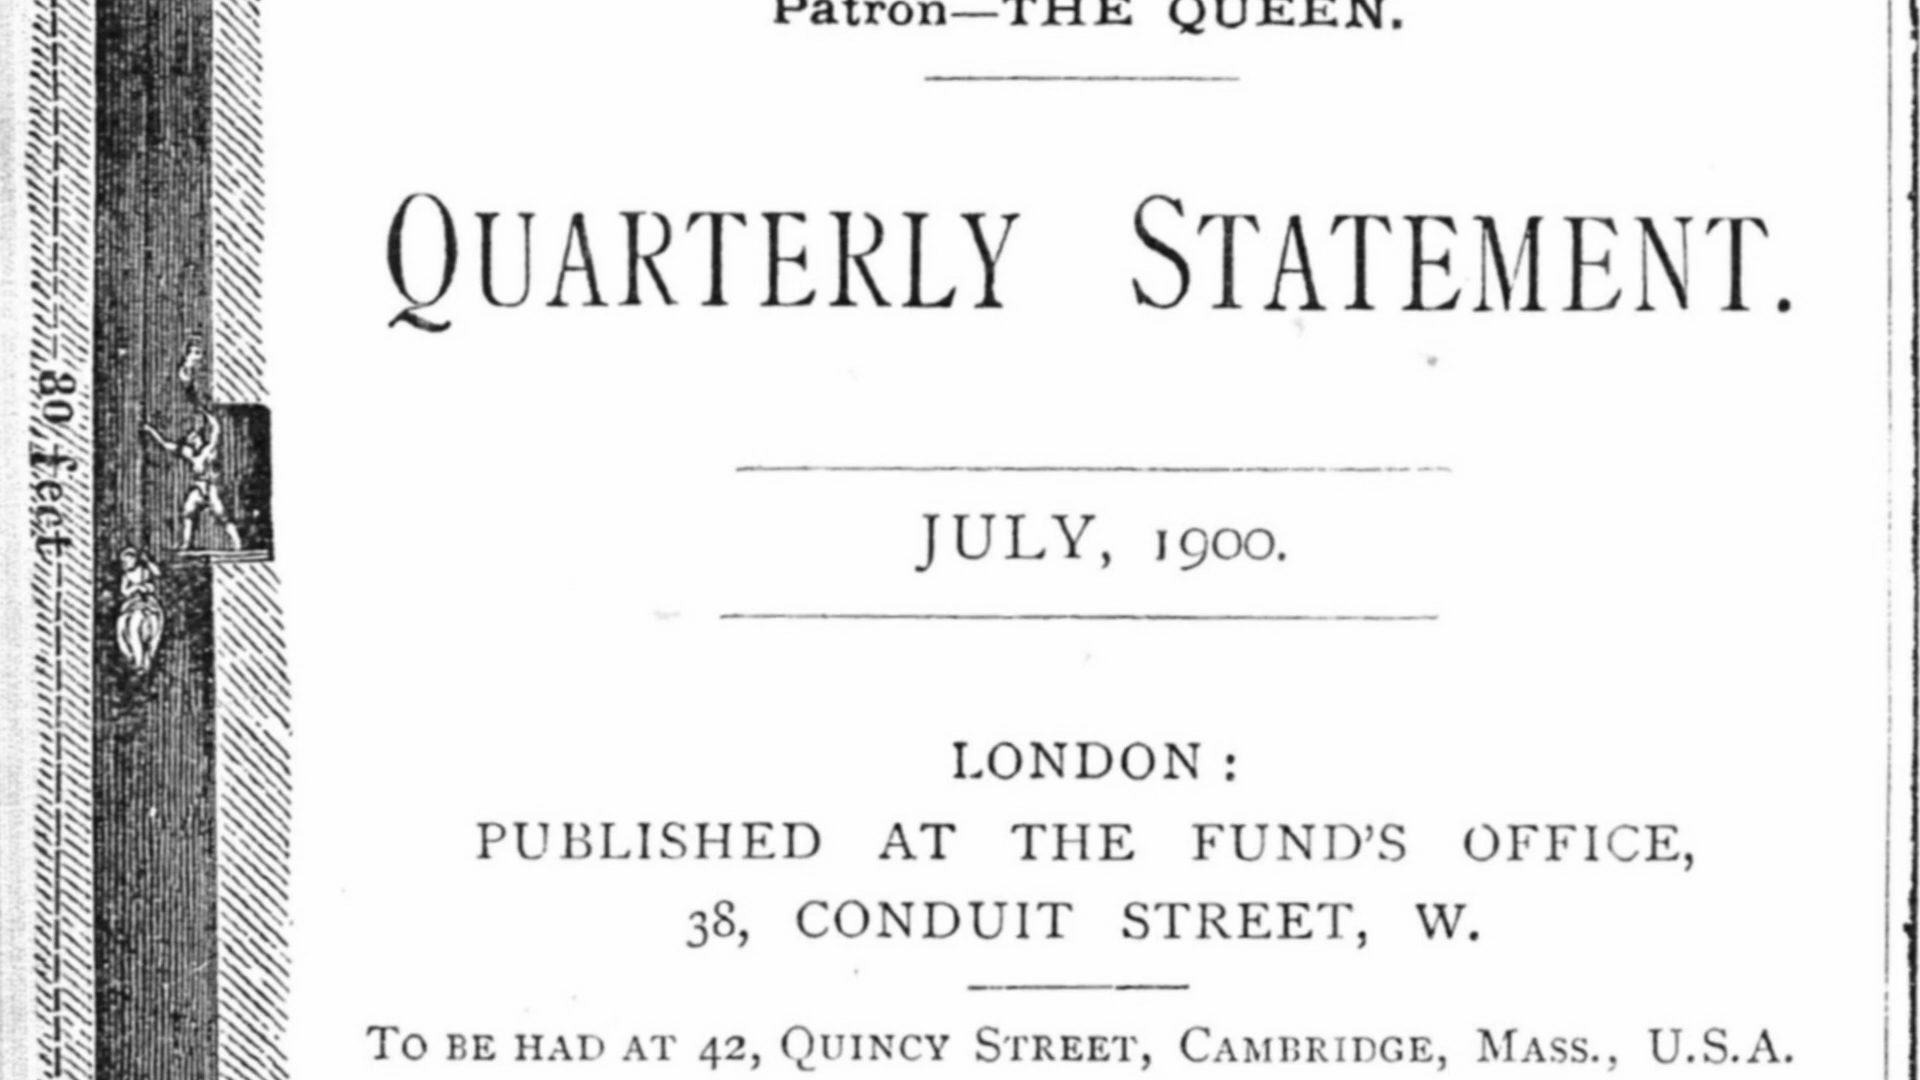 Patron—THE QUEEN.
QUARTERLY STATEMENT.
80 feet
JULY, 1900.
LONDON :
PUBLISHED AT THE FUND'S OFFICE,
38, CONDUIT STREET, W.
TO BE HAD AT 42, QUINCY STREET, CAMBRIDGE, MASS., U.S.A.